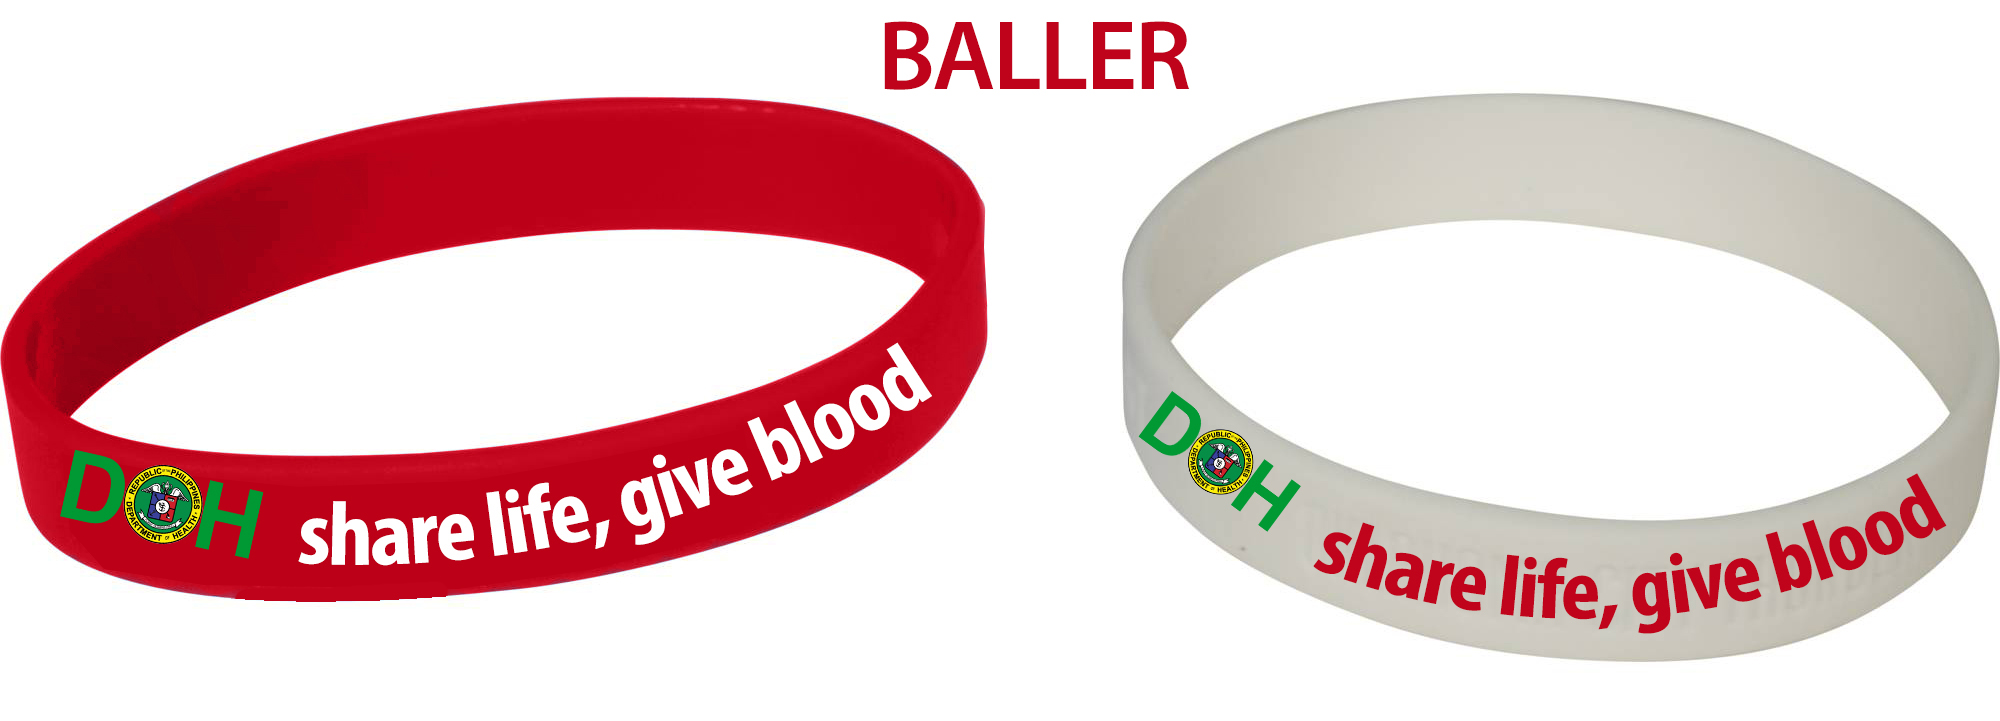 BALLER
DOH share life, give blood
REPUBLIC OF THE PHILIPPINES
DEPARTMENT OF HEALTH
DOH share life, give blood
REPUBLIC OF THE PHILIPPINES
DEPARTMENT OF HEALTH